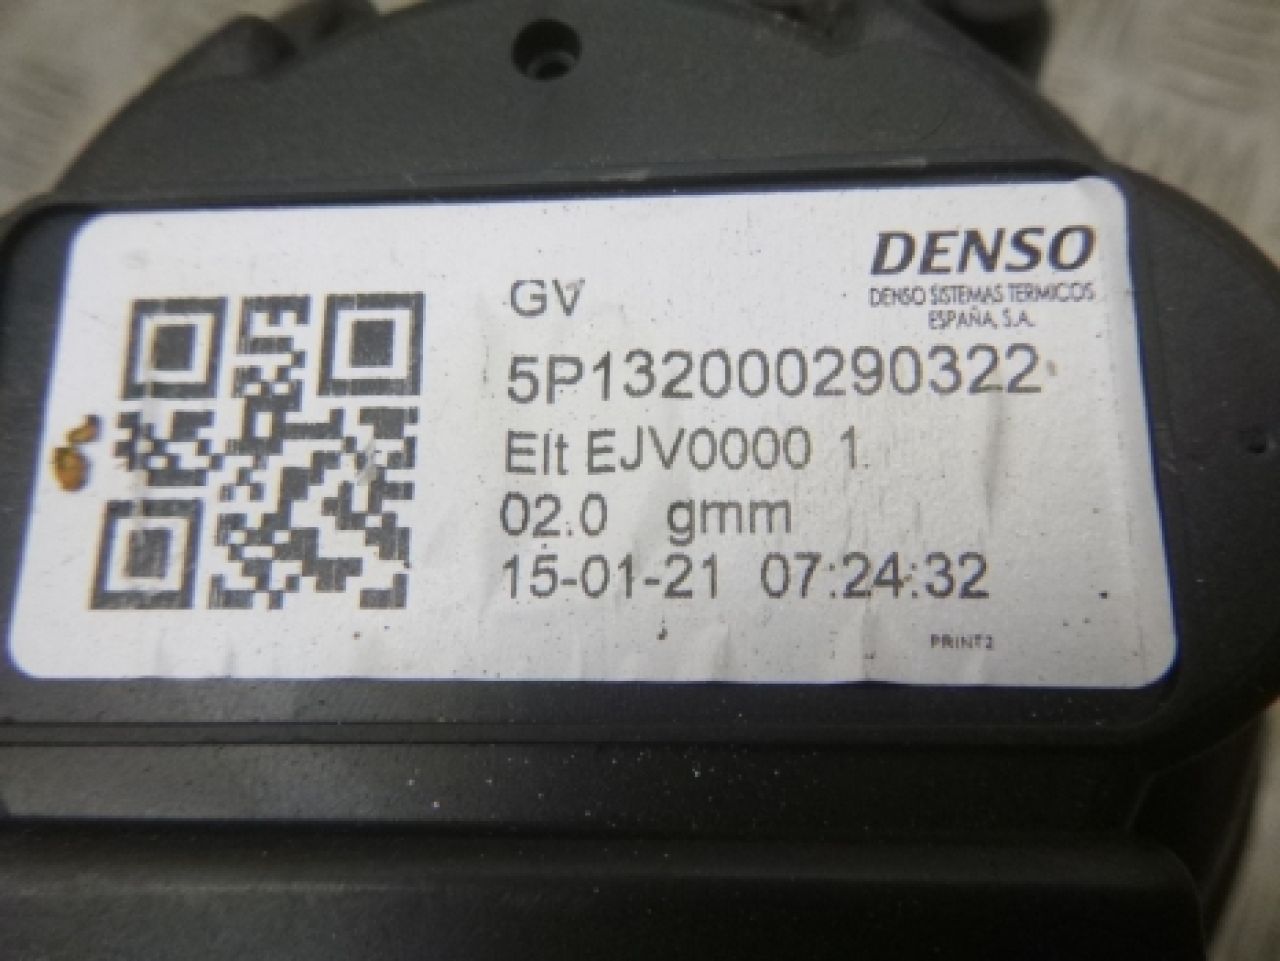 DENSO
DENSO SISTEMAS TERMICOS
ESPAÑA, S.A.
GV
5P132000290322
Elt EJV0000 1
02.0 gmm
15-01-21 07:24:32
PRINT2